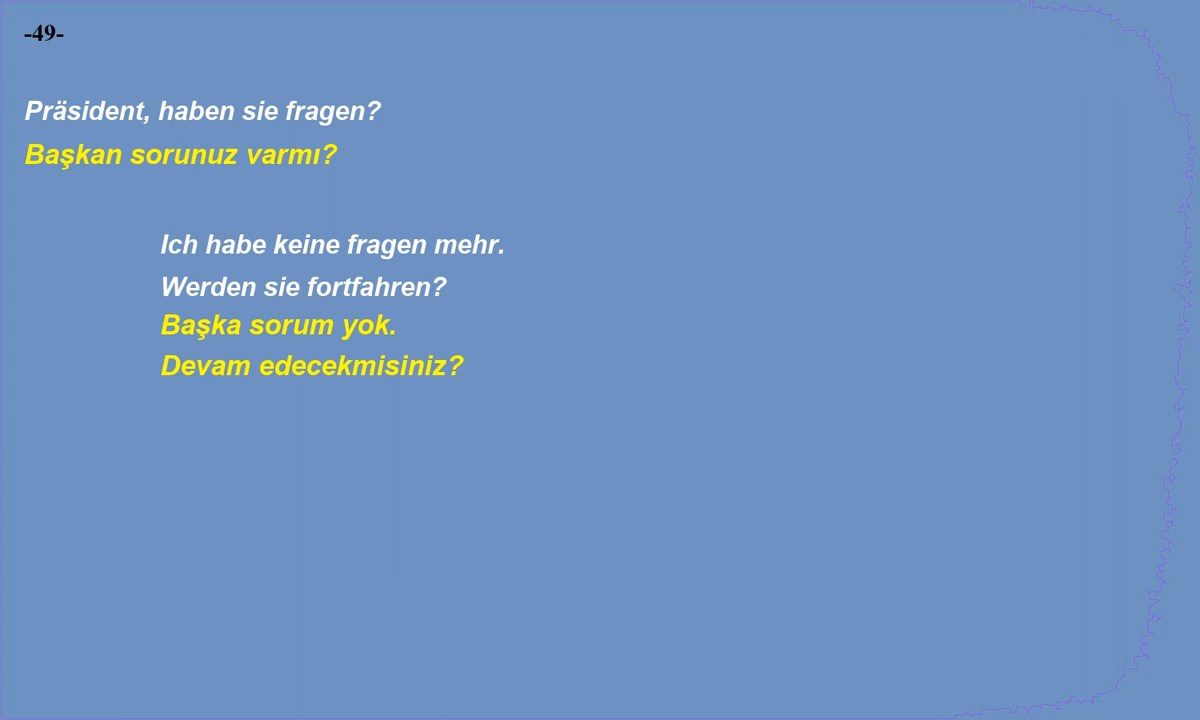 -49-
Präsident, haben sie fragen?
Başkan sorunuz varmı?
Ich habe keine fragen mehr.
Werden sie fortfahren?
Başka sorum yok.
Devam edecekmisiniz?